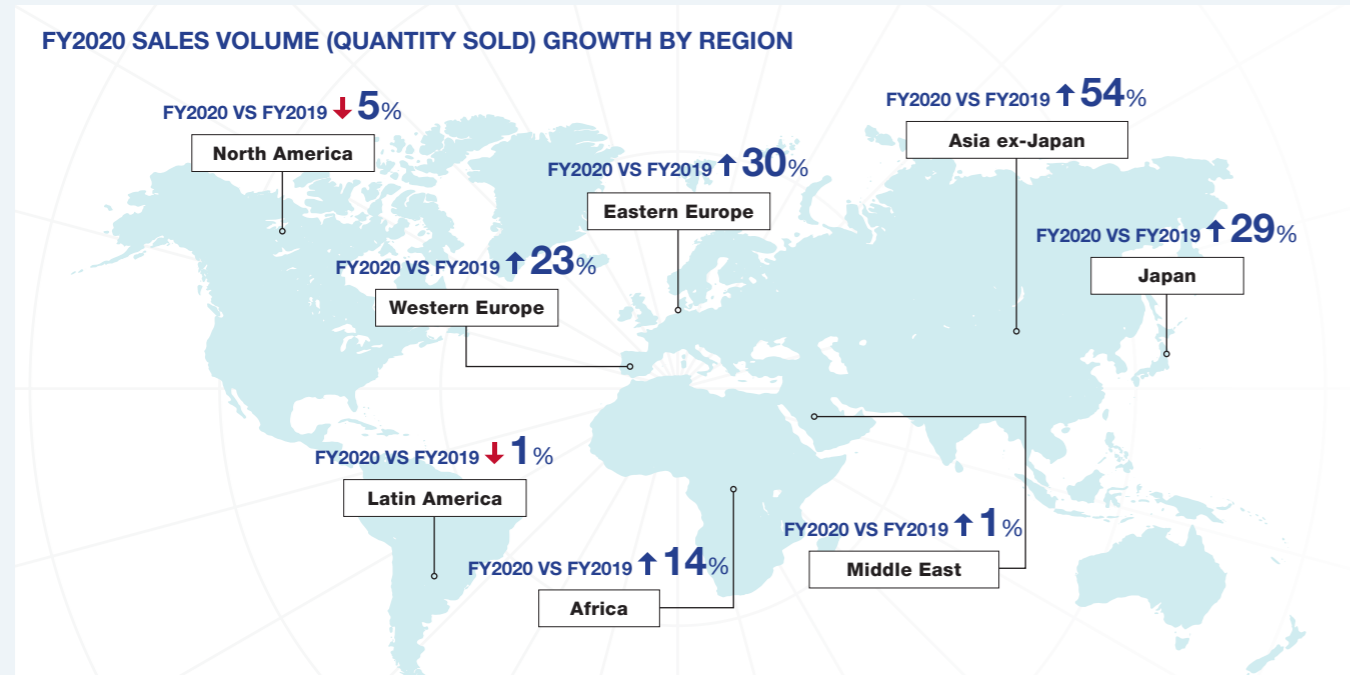 FY2020 SALES VOLUME (QUANTITY SOLD) GROWTH BY REGION
FY2020 VS FY2019 ↓ 5%
North America
FY2020 VS FY2019 ↑ 54%
Asia ex-Japan
FY2020 VS FY2019 ↑ 30%
Eastern Europe
FY2020 VS FY2019 ↑ 29%
Japan
FY2020 VS FY2019 ↑ 23%
Western Europe
FY2020 VS FY2019 ↓ 1%
Latin America
FY2020 VS FY2019 ↑ 1%
Middle East
FY2020 VS FY2019 ↑ 14%
Africa